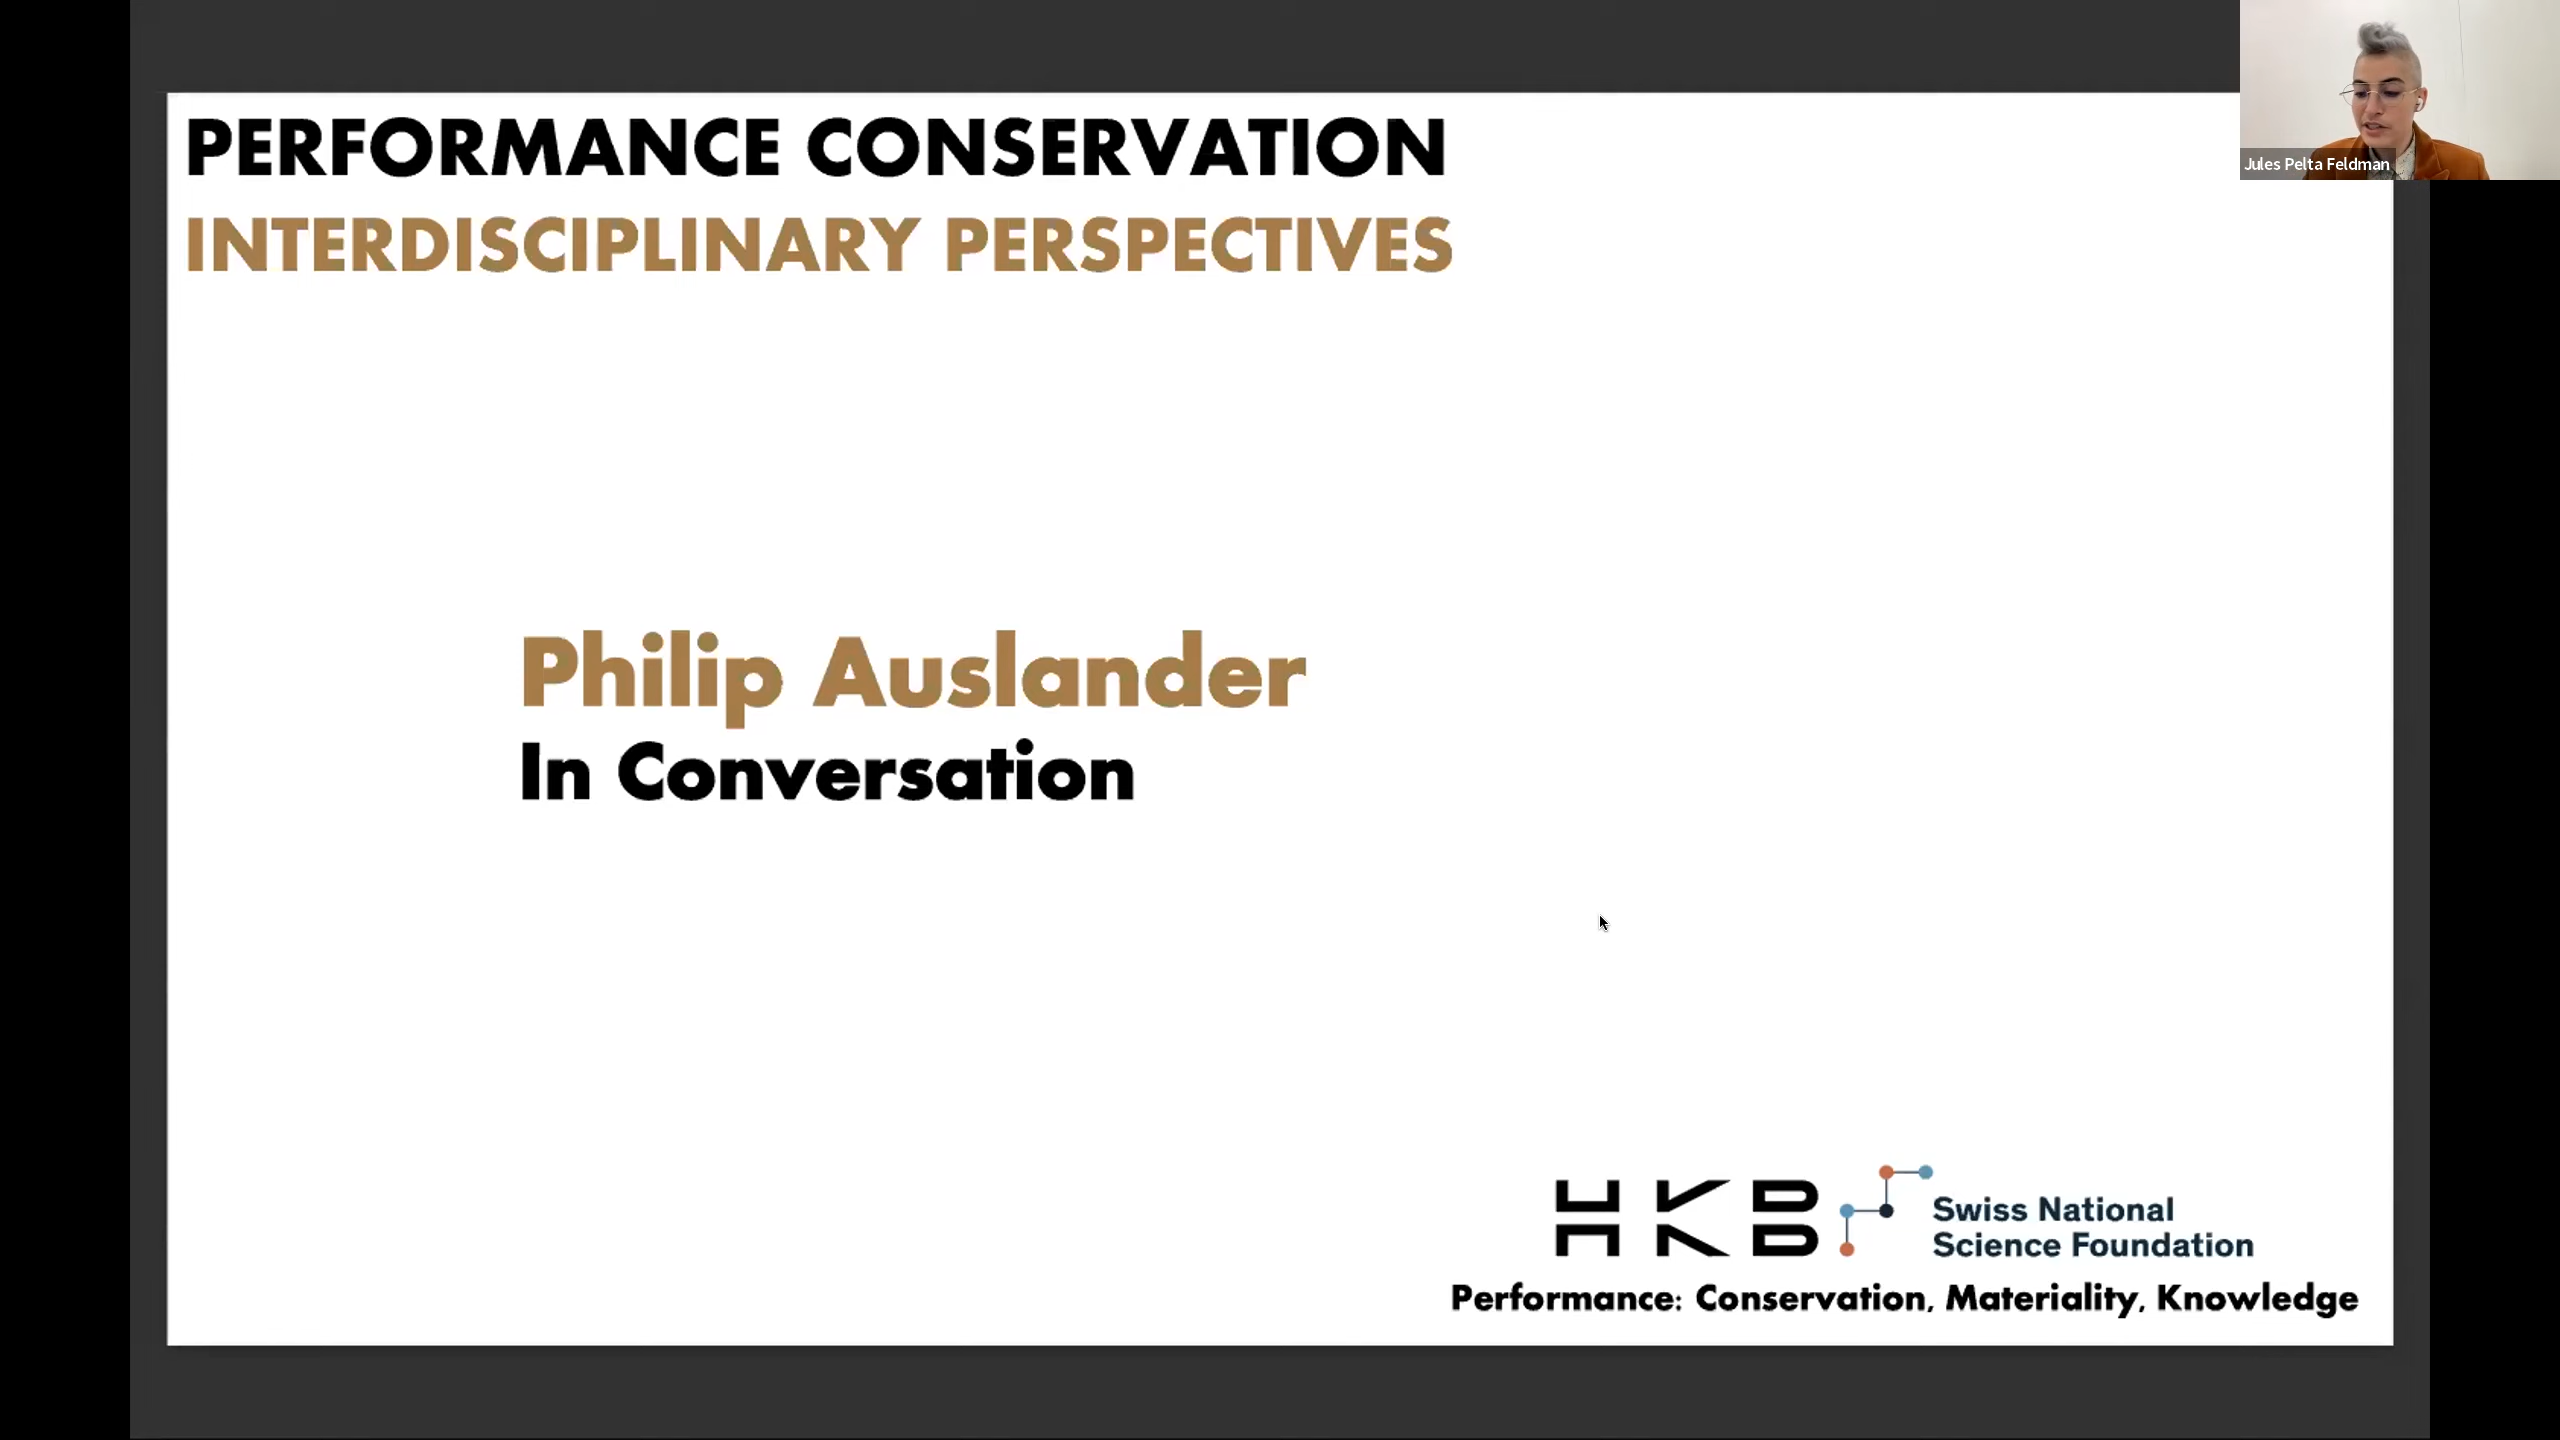 PERFORMANCE CONSERVATION
INTERDISCIPLINARY PERSPECTIVES
Jules Pelta Feldman
Philip Auslander
In Conversation
HKB
Swiss National
Science Foundation
Performance: Conservation, Materiality, Knowledge